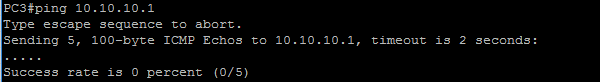 PC3#ping 10.10.10.1
Type escape sequence to abort.
Sending 5, 100-byte ICMP Echos to 10.10.10.1, timeout is 2 seconds:
.....
Success rate is 0 percent (0/5)